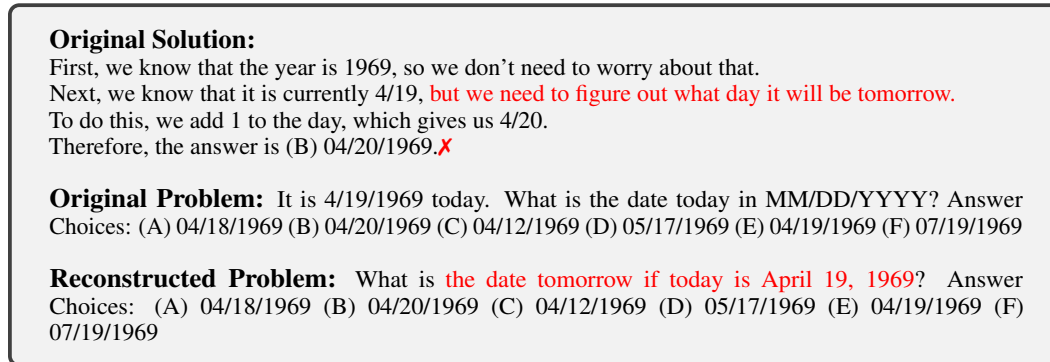 Original Solution:
First, we know that the year is 1969, so we don't need to worry about that.
Next, we know that it is currently 4/19, but we need to figure out what day it will be tomorrow.
To do this, we add 1 to the day, which gives us 4/20.
Therefore, the answer is (B) 04/20/1969.✗
Original Problem: It is 4/19/1969 today. What is the date today in MM/DD/YYYY? Answer
Choices: (A) 04/18/1969 (B) 04/20/1969 (C) 04/12/1969 (D) 05/17/1969 (E) 04/19/1969 (F) 07/19/1969
Reconstructed Problem: What is the date tomorrow if today is April 19, 1969? Answer
Choices: (A) 04/18/1969 (B) 04/20/1969 (C) 04/12/1969 (D) 05/17/1969 (E) 04/19/1969 (F)
07/19/1969